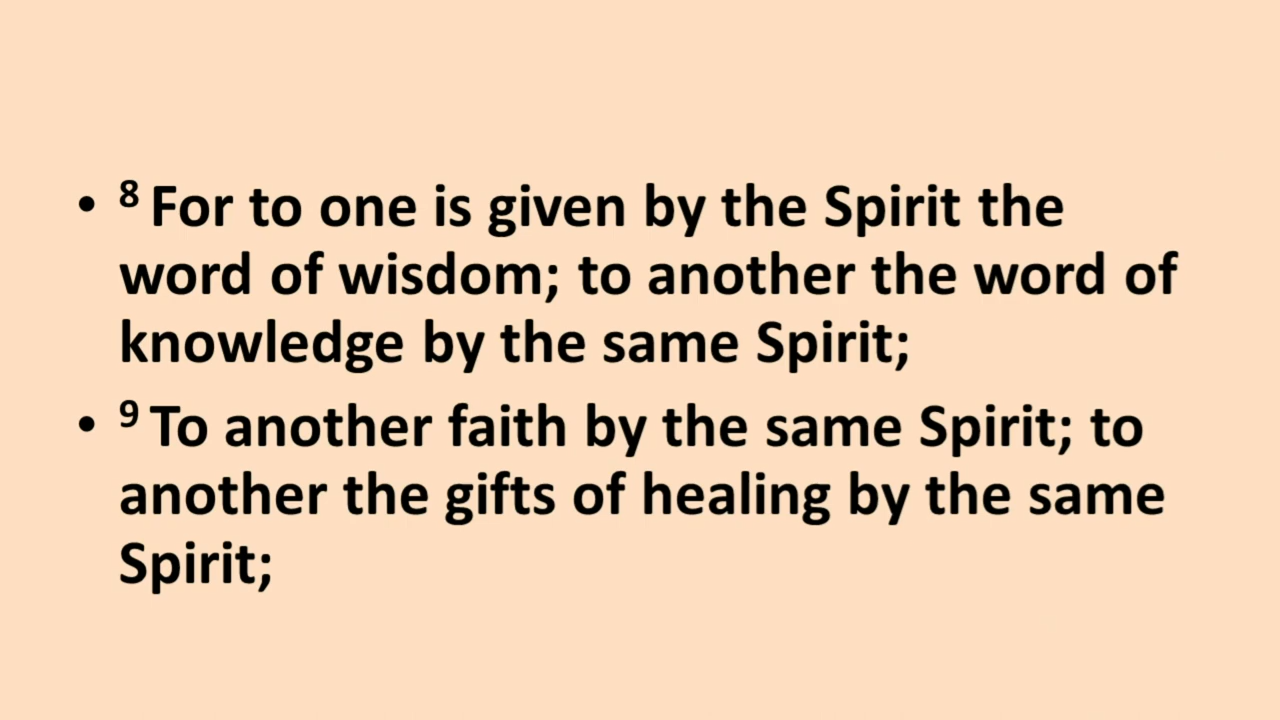 • ⁸ For to one is given by the Spirit the
word of wisdom; to another the word of
knowledge by the same Spirit;
• ⁹ To another faith by the same Spirit; to
another the gifts of healing by the same
Spirit;